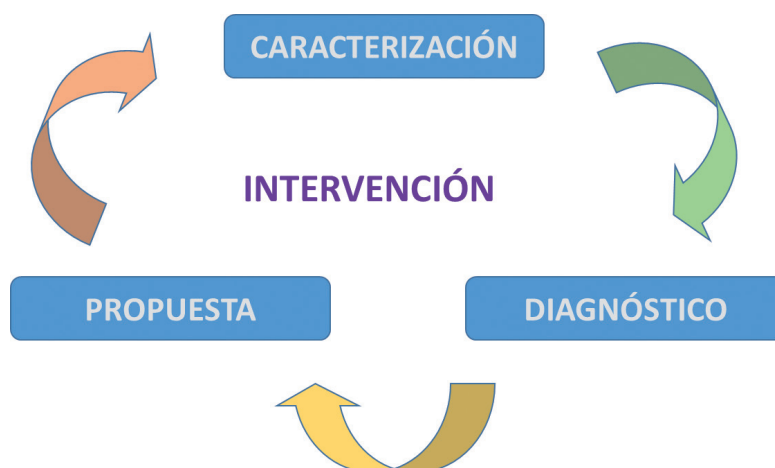 CARACTERIZACIÓN
INTERVENCIÓN
PROPUESTA
DIAGNÓSTICO